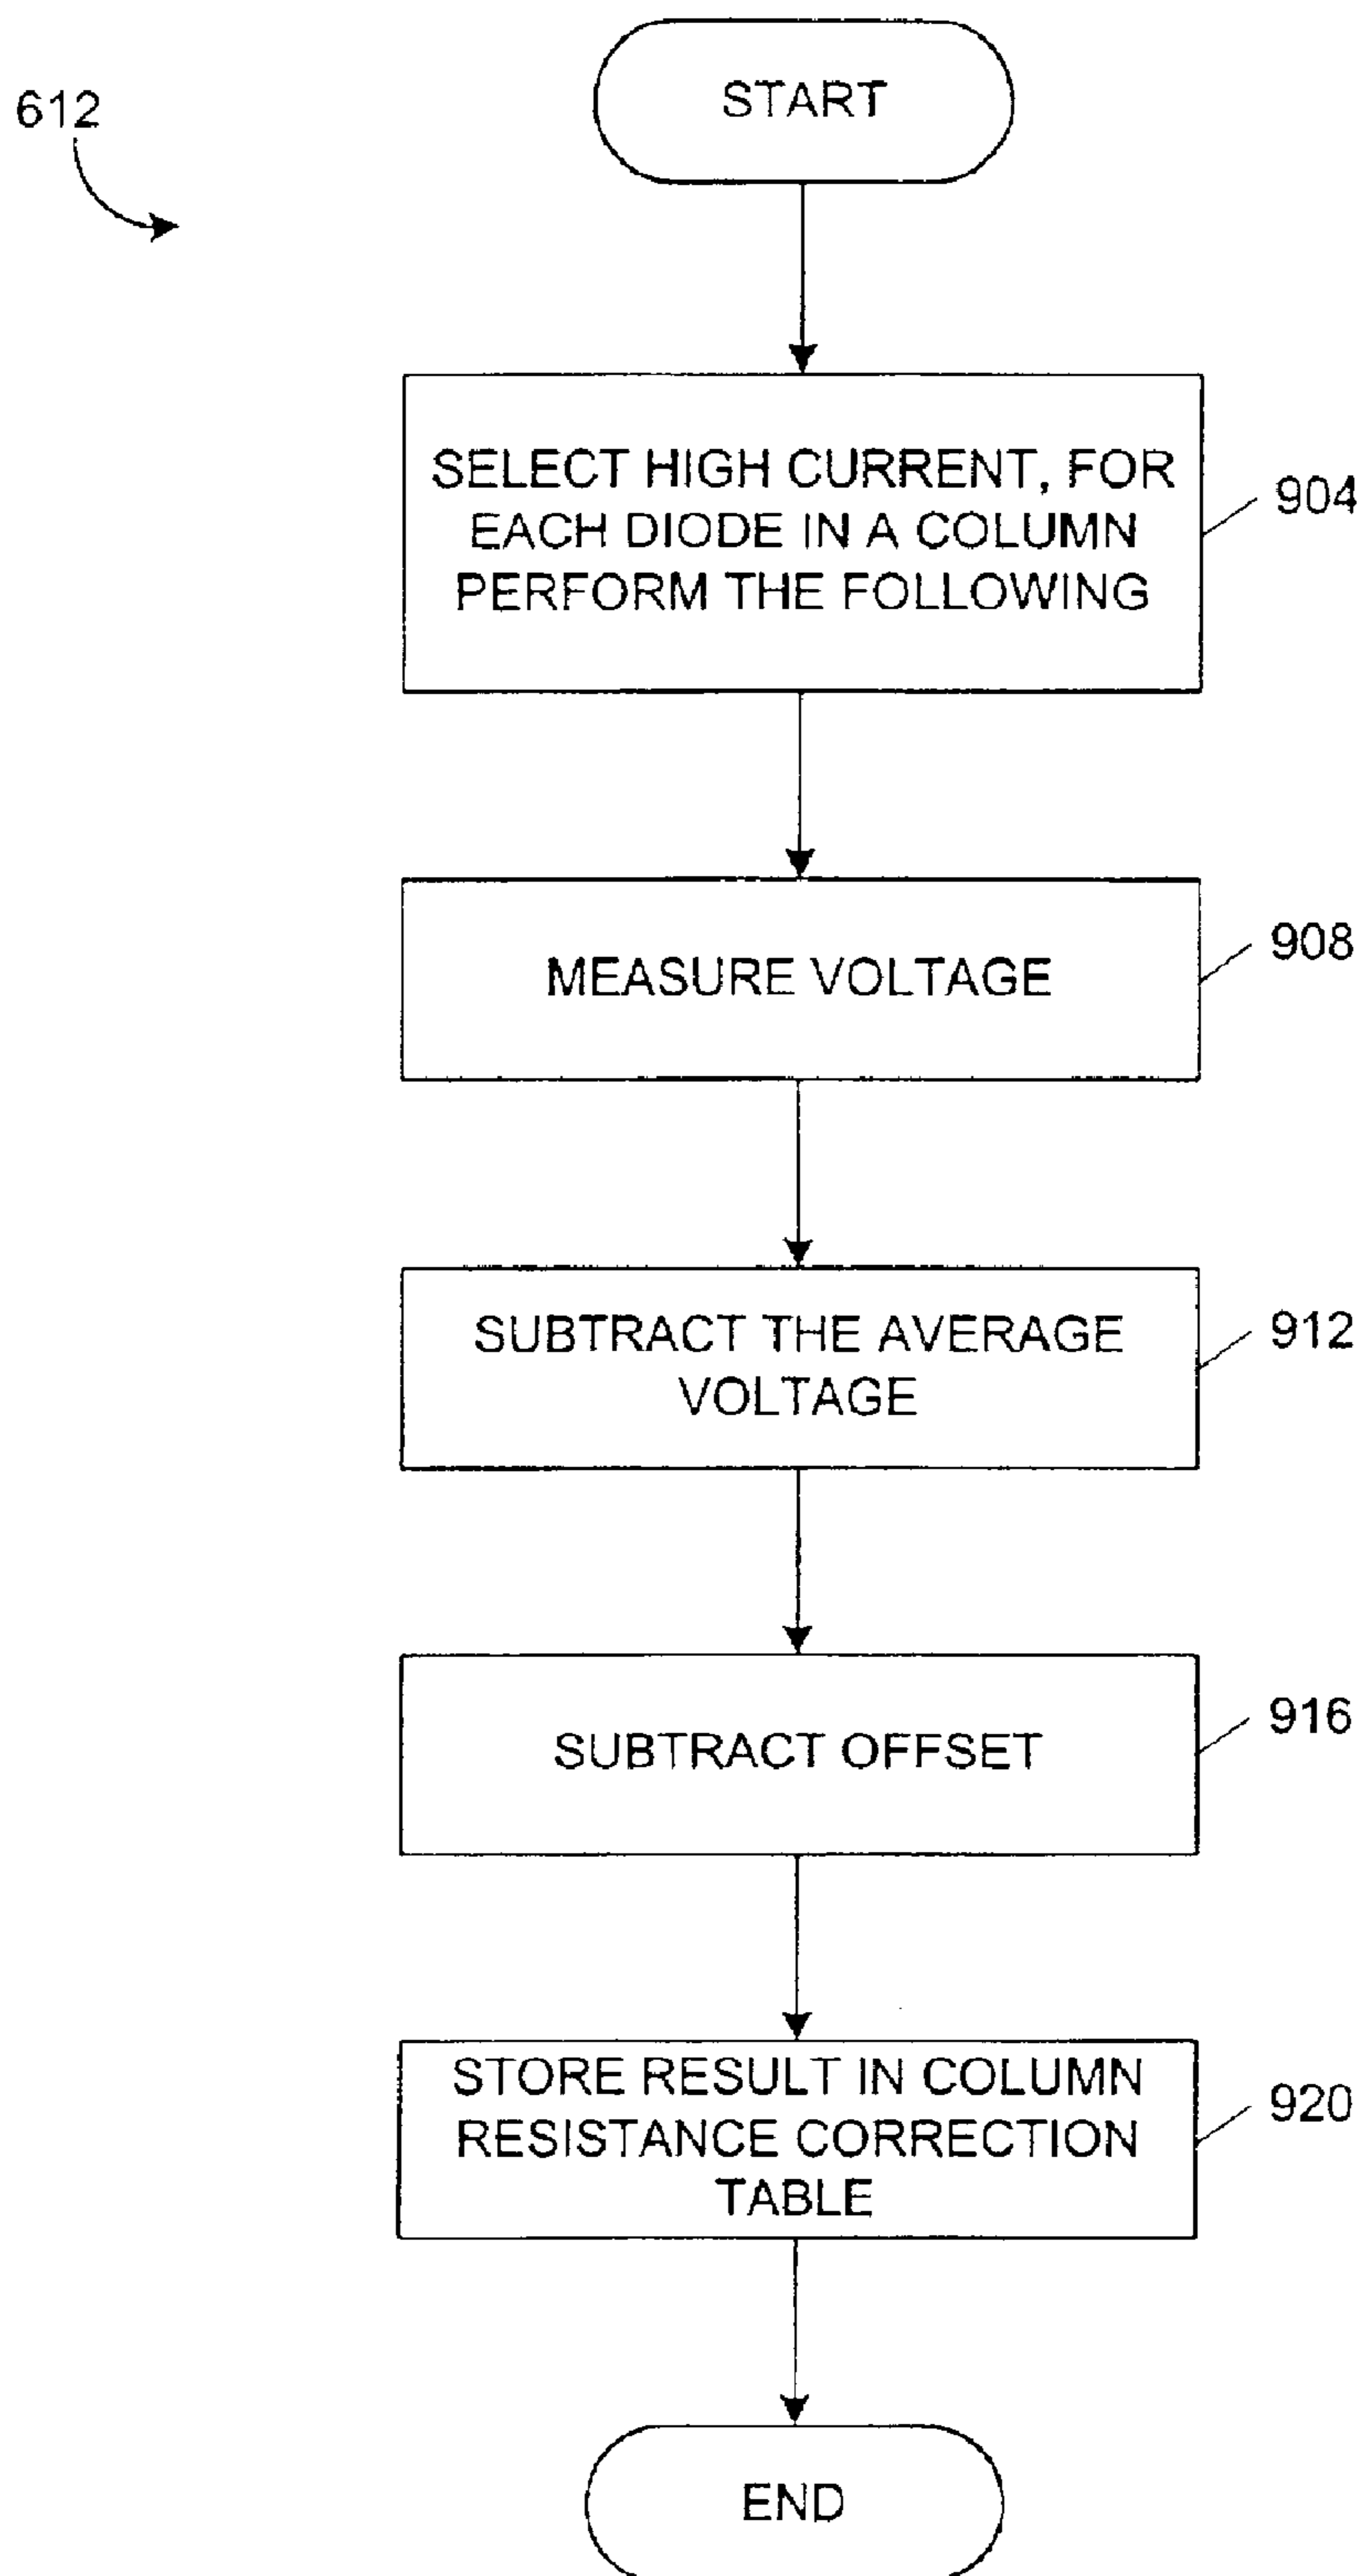 612
START
SELECT HIGH CURRENT, FOR
EACH DIODE IN A COLUMN
PERFORM THE FOLLOWING
904
MEASURE VOLTAGE
908
SUBTRACT THE AVERAGE
VOLTAGE
912
SUBTRACT OFFSET
916
STORE RESULT IN COLUMN
RESISTANCE CORRECTION
TABLE
920
END